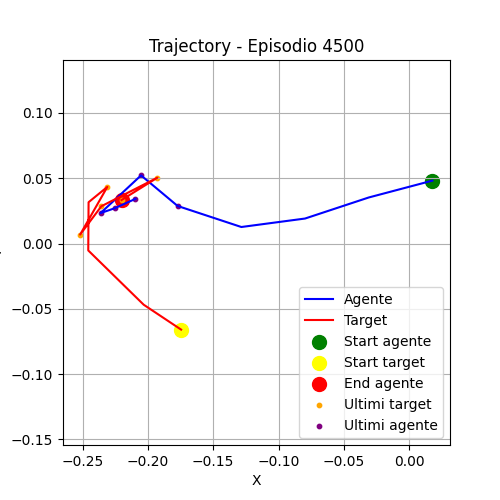 Trajectory - Episodio 4500
0.10
0.05
0.00
−0.05
−0.10
−0.15
−0.25
−0.20
−0.15
−0.10
−0.05
0.00
X
Agente
Target
Start agente
Start target
End agente
Ultimi target
Ultimi agente